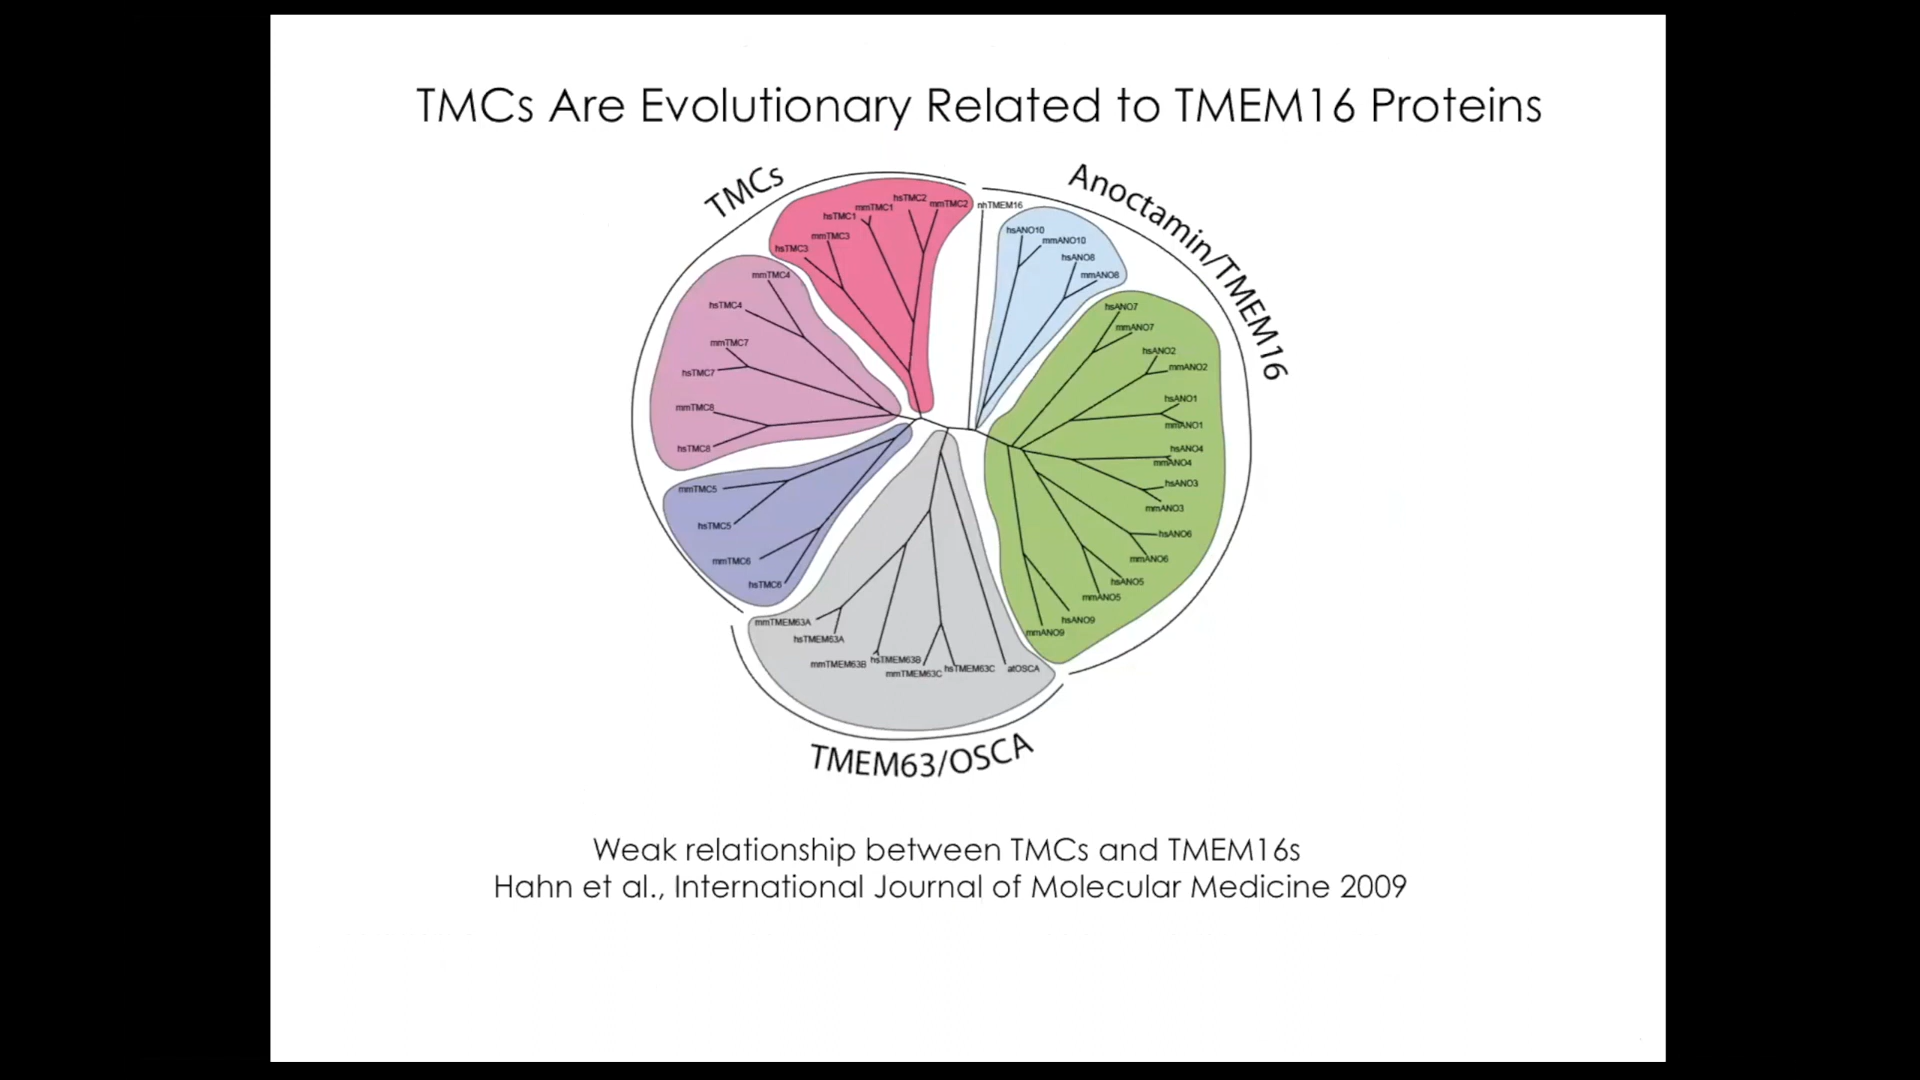 TMCs Are Evolutionary Related to TMEM16 Proteins
TMCs
Anoctamin/TMEM16
hsTMC3
mmTMC3
hsTMC1
mmTMC1
hsTMC2
mmTMC2
nhTMEM16
hsANO10
mmANO10
hsANO8
mmANO8
hsANO7
mmANO7
hsANO2
mmANO2
hsANO1
mmANO1
hsANO4
mmANO4
hsANO3
mmANO3
hsANO6
mmANO6
hsANO5
mmANO5
hsANO9
mmANO9
mmTMC4
hsTMC4
mmTMC7
hsTMC7
mmTMC8
hsTMC8
mmTMC5
hsTMC5
mmTMC6
hsTMC6
mmTMEM63A
hsTMEM63A
mmTMEM63B
hsTMEM63B
mmTMEM63C
hsTMEM63C
atOSCA
TMEM63/OSCA
Weak relationship between TMCs and TMEM16s
Hahn et al., International Journal of Molecular Medicine 2009